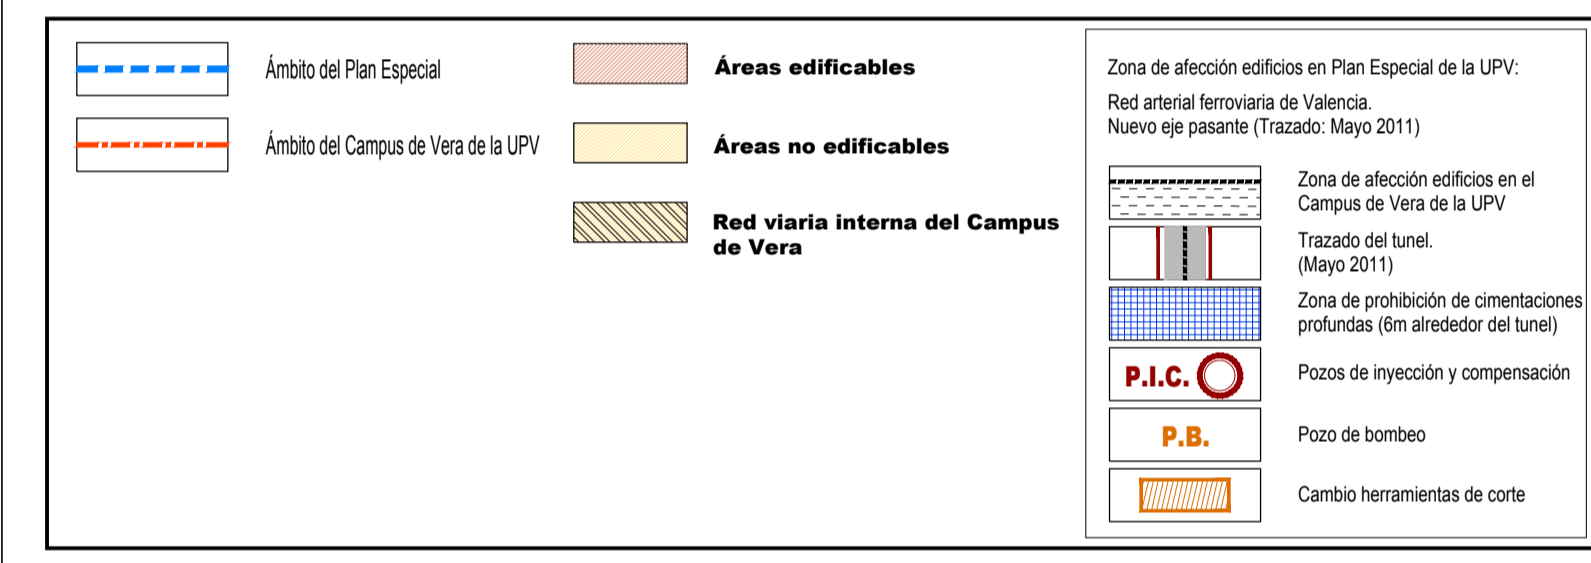 Ámbito del Plan Especial
Ámbito del Campus de Vera de la UPV
Áreas edificables
Áreas no edificables
Red viaria interna del Campus
de Vera
Zona de afección edificios en Plan Especial de la UPV:
Red arterial ferroviaria de Valencia.
Nuevo eje pasante (Trazado: Mayo 2011)
Zona de afección edificios en el
Campus de Vera de la UPV
Trazado del tunel.
(Mayo 2011)
Zona de prohibición de cimentaciones
profundas (6m alrededor del tunel)
P.I.C.
Pozos de inyección y compensación
P.B.
Pozo de bombeo
Cambio herramientas de corte